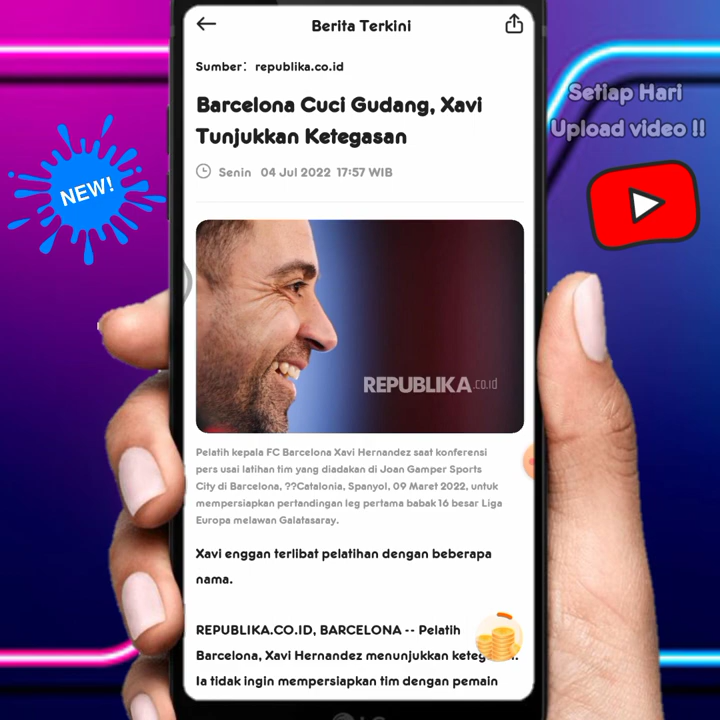 Berita Terkini
Sumber: republika.co.id
Barcelona Cuci Gudang, Xavi
Tunjukkan Ketegasan
Senin 04 Jul 2022 17:57 WIB
NEW!
Setiap Hari
Upload video !!
REPUBLIKA.co.id
Pelatih kepala FC Barcelona Xavi Hernandez saat konferensi
pers usai latihan tim yang diadakan di Joan Gamper Sports
City di Barcelona, ??Catalonia, Spanyol, 09 Maret 2022, untuk
mempersiapkan pertandingan leg pertama babak 16 besar Liga
Europa melawan Galatasaray.
Xavi enggan terlibat pelatihan dengan beberapa
nama.
REPUBLIKA.CO.ID, BARCELONA -- Pelatih
Barcelona, Xavi Hernandez menunjukkan
Ia tidak ingin mempersiapkan tim dengan pemain